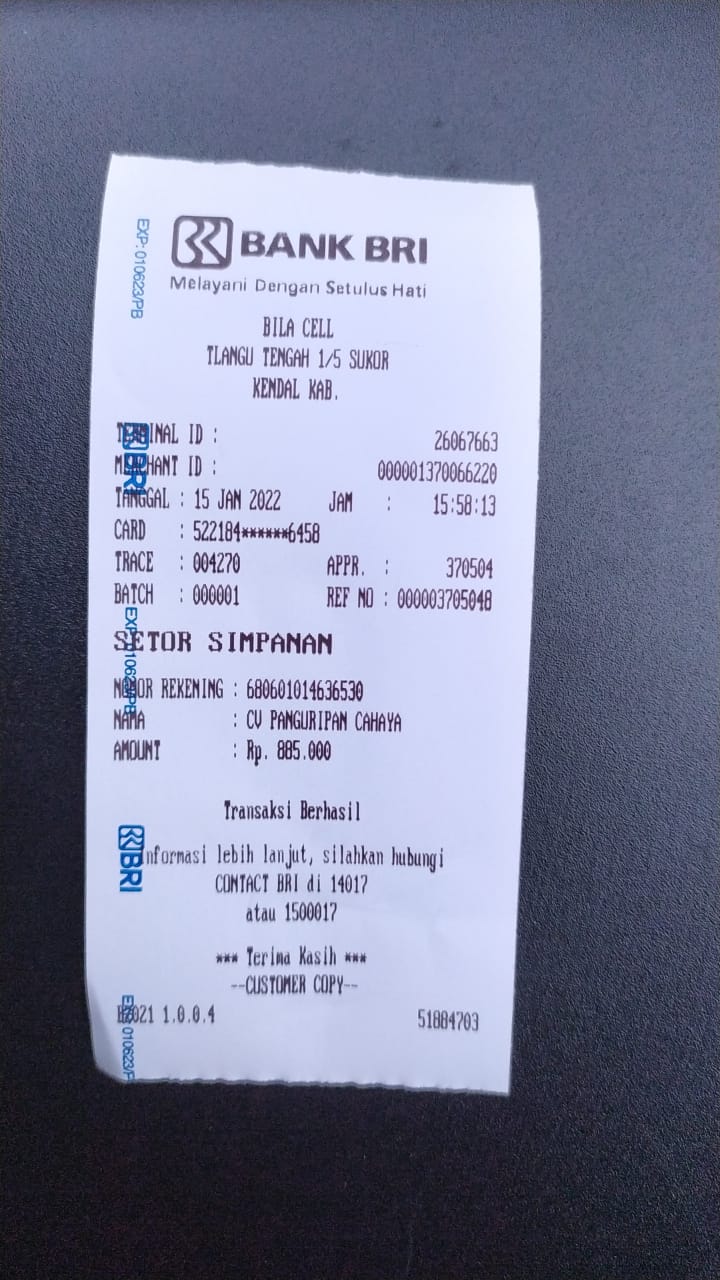 BANK BRI
Melayani Dengan Setulus Hati
BILA CELL
TLANGU TENGAH 1/5 SUKOR
KENDAL KAB.
TERMINAL ID : 26067663
MERCHANT ID : 000001370066220
TANGGAL : 15 JAN 2022 JAM : 15:58:13
CARD : 522184******6458
TRACE : 004270 APPR. : 370504
BATCH : 000001 REF NO : 000003705048
SETOR SIMPANAN
NOMOR REKENING : 680601014636530
NAMA : CV PANGURIPAN CAHAYA
AMOUNT : Rp. 885.000
Transaksi Berhasil
Informasi lebih lanjut, silahkan hubungi
CONTACT BRI di 14017
atau 1500017
*** Terima Kasih ***
--CUSTOMER COPY--
1.0.0.4 51884703
EXP: 010623/PB
BRI
EXP: 010623/PB
BRI